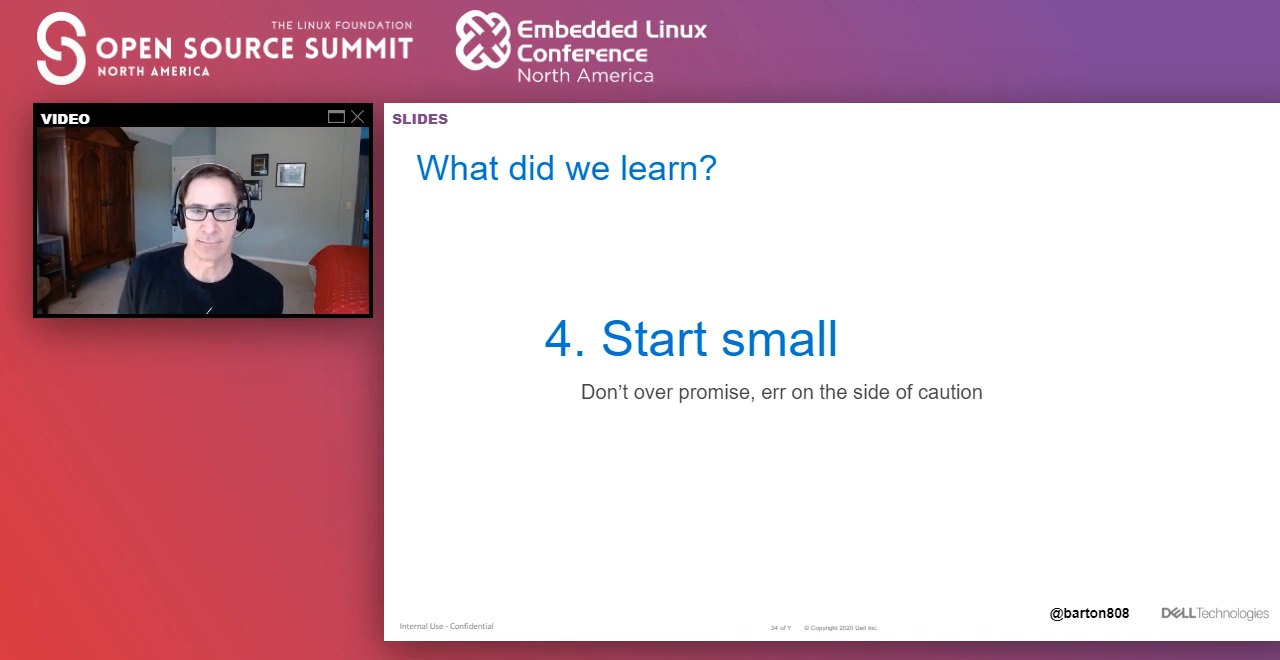 THE LINUX FOUNDATION
OPEN SOURCE SUMMIT
NORTH AMERICA
Embedded Linux
Conference
North America
VIDEO
SLIDES
What did we learn?
4. Start small
Don’t over promise, err on the side of caution
@barton808
DELLTechnologies
Internal Use - Confidential
34 of Y
© Copyright 2020 Dell Inc.